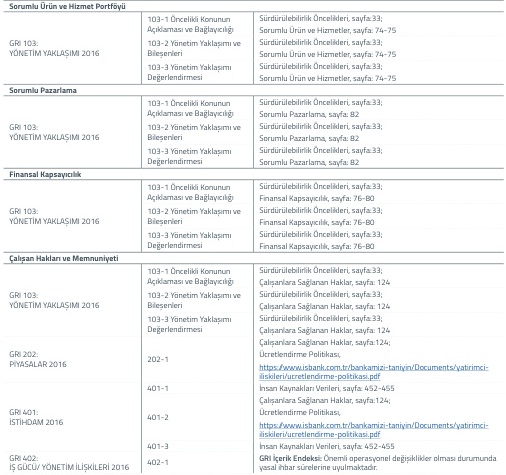 Sorumlu Ürün ve Hizmet Portföyü
GRI 103:
YÖNETİM YAKLAŞIMI 2016
103-1 Öncelikli Konunun
Açıklaması ve Bağlayıcılığı
Sürdürülebilirlik Öncelikleri, sayfa:33;
Sorumlu Ürün ve Hizmetler, sayfa: 74-75
103-2 Yönetim Yaklaşımı ve
Bileşenleri
Sürdürülebilirlik Öncelikleri, sayfa:33;
Sorumlu Ürün ve Hizmetler, sayfa: 74-75
103-3 Yönetim Yaklaşımı
Değerlendirmesi
Sürdürülebilirlik Öncelikleri, sayfa:33;
Sorumlu Ürün ve Hizmetler, sayfa: 74-75
Sorumlu Pazarlama
GRI 103:
YÖNETİM YAKLAŞIMI 2016
103-1 Öncelikli Konunun
Açıklaması ve Bağlayıcılığı
Sürdürülebilirlik Öncelikleri, sayfa:33;
Sorumlu Pazarlama, sayfa: 82
103-2 Yönetim Yaklaşımı ve
Bileşenleri
Sürdürülebilirlik Öncelikleri, sayfa:33;
Sorumlu Pazarlama, sayfa: 82
103-3 Yönetim Yaklaşımı
Değerlendirmesi
Sürdürülebilirlik Öncelikleri, sayfa:33;
Sorumlu Pazarlama, sayfa: 82
Finansal Kapsayıcılık
GRI 103:
YÖNETİM YAKLAŞIMI 2016
103-1 Öncelikli Konunun
Açıklaması ve Bağlayıcılığı
Sürdürülebilirlik Öncelikleri, sayfa:33;
Finansal Kapsayıcılık, sayfa: 76-80
103-2 Yönetim Yaklaşımı ve
Bileşenleri
Sürdürülebilirlik Öncelikleri, sayfa:33;
Finansal Kapsayıcılık, sayfa: 76-80
103-3 Yönetim Yaklaşımı
Değerlendirmesi
Sürdürülebilirlik Öncelikleri, sayfa:33;
Finansal Kapsayıcılık, sayfa: 76-80
Çalışan Hakları ve Memnuniyeti
GRI 103:
YÖNETİM YAKLAŞIMI 2016
103-1 Öncelikli Konunun
Açıklaması ve Bağlayıcılığı
Sürdürülebilirlik Öncelikleri, sayfa:33;
Çalışanlara Sağlanan Haklar, sayfa: 124
103-2 Yönetim Yaklaşımı ve
Bileşenleri
Sürdürülebilirlik Öncelikleri, sayfa:33;
Çalışanlara Sağlanan Haklar, sayfa: 124
103-3 Yönetim Yaklaşımı
Değerlendirmesi
Sürdürülebilirlik Öncelikleri, sayfa:33;
Çalışanlara Sağlanan Haklar, sayfa: 124
GRI 202:
PİYASALAR 2016
202-1
Çalışanlara Sağlanan Haklar, sayfa:124;
Ücretlendirme Politikası,
https://www.isbank.com.tr/bankamizi-taniyin/Documents/yatirimci-
iliskileri/ucretlendirme-politikasi.pdf
GRI 401:
İSTİHDAM 2016
401-1
İnsan Kaynakları Verileri, sayfa: 452-455
401-2
Çalışanlara Sağlanan Haklar, sayfa:124;
Ücretlendirme Politikası,
https://www.isbank.com.tr/bankamizi-taniyin/Documents/yatirimci-
iliskileri/ucretlendirme-politikasi.pdf
401-3
İnsan Kaynakları Verileri, sayfa: 452-455
GRI 402:
İŞ GÜCÜ/ YÖNETİM İLİŞKİLERİ 2016
402-1
GRI İçerik Endeksi: Önemli operasyonel değişiklikler olması durumunda
yasal ihbar sürelerine uyulmaktadır.